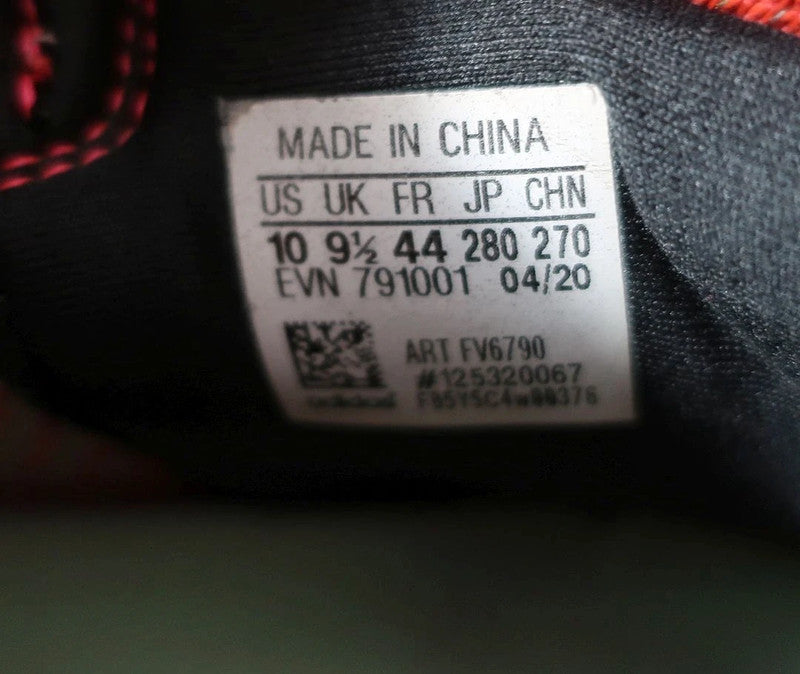 MADE IN CHINA
US UK FR JP CHN
10 9½ 44 280 270
EVN 791001 04/20
ART FV6790
#125320067